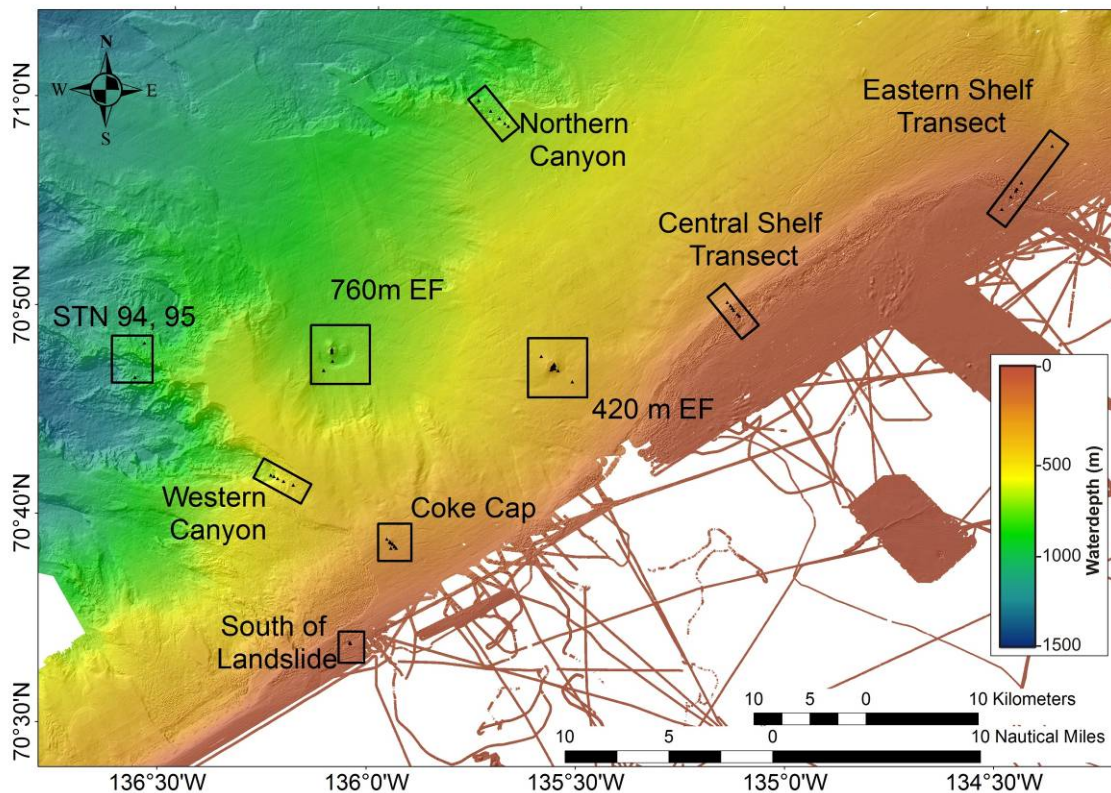 N
W
E
S
71°0'N
70°50'N
70°40'N
70°30'N
Northern
Canyon
Eastern Shelf
Transect
Central Shelf
Transect
760m EF
STN 94, 95
420 m EF
Western
Canyon
Coke Cap
South of
Landslide
0
-500
-1000
-1500
Waterdepth (m)
10 5 0 10 Kilometers
10 5 0 10 Nautical Miles
136°30'W 136°0'W 135°30'W 135°0'W 134°30'W